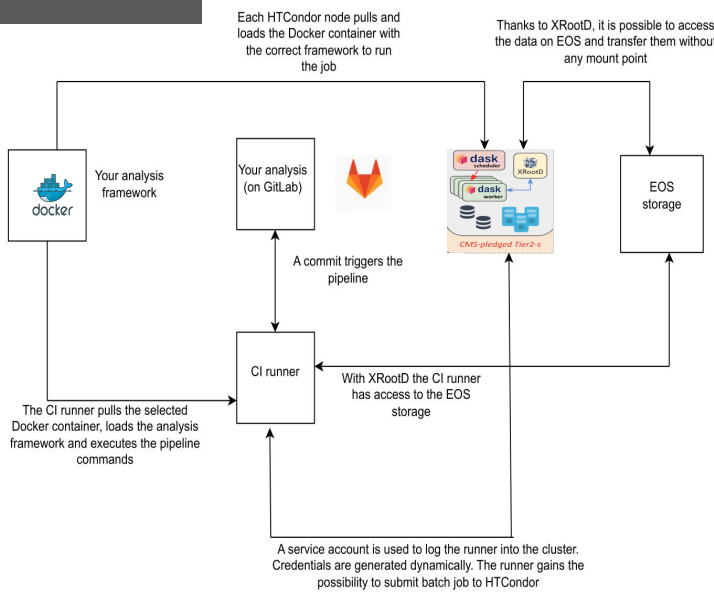 Each HTCondor node pulls and
loads the Docker container with
the correct framework to run
the job
Thanks to XRootD, it is possible to access
the data on EOS and transfer them without
any mount point
docker
Your analysis
framework
Your analysis
(on GitLab)
dask
scheduler
XRootD
dask
worker
CMS-pledged Tier2-s
EOS
storage
A commit triggers the
pipeline
CI runner
With XRootD the CI runner
has access to the EOS
storage
The CI runner pulls the selected
Docker container, loads the analysis
framework and executes the pipeline
commands
A service account is used to log the runner into the cluster.
Credentials are generated dynamically. The runner gains the
possibility to submit batch job to HTCondor